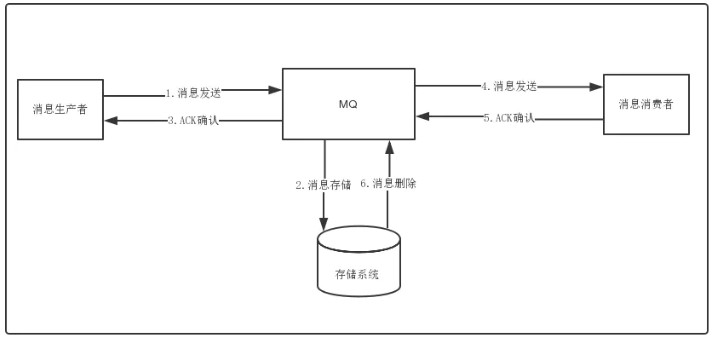 1.消息发送
4.消息发送
消息生产者
MQ
消息消费者
3.ACK确认
5.ACK确认
2.消息存储
6.消息删除
存储系统